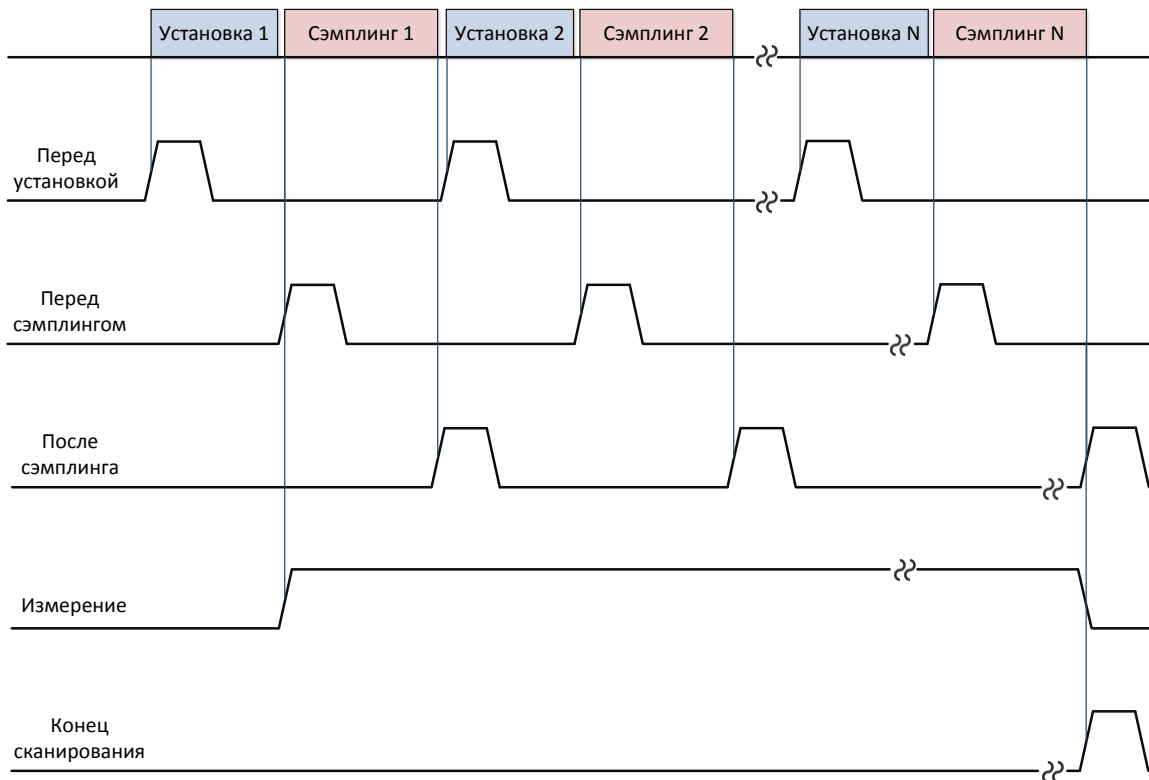 Установка 1
Сэмплинг 1
Установка 2
Сэмплинг 2
Установка N
Сэмплинг N
Перед
установкой
Перед
сэмплингом
После
сэмплинга
Измерение
Конец
сканирования